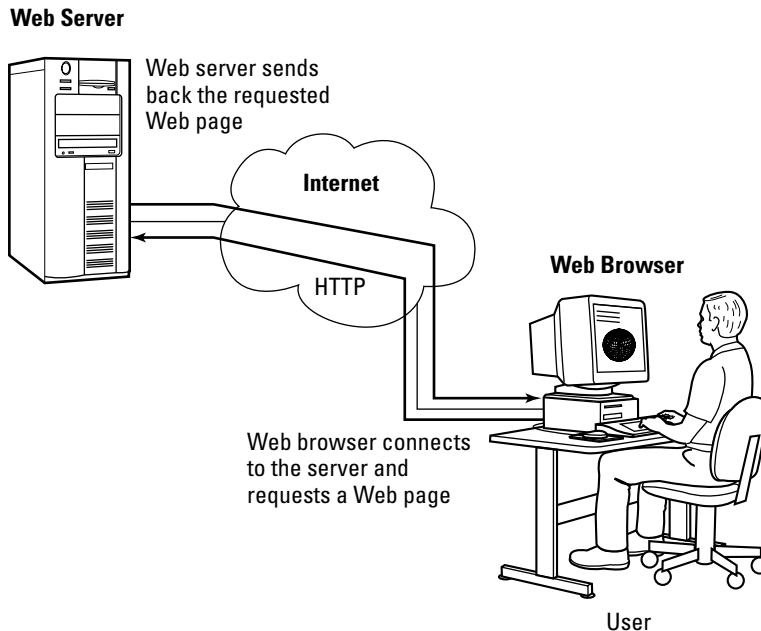 Web Server
Web server sends
back the requested
Web page
Internet
HTTP
Web Browser
Web browser connects
to the server and
requests a Web page
User